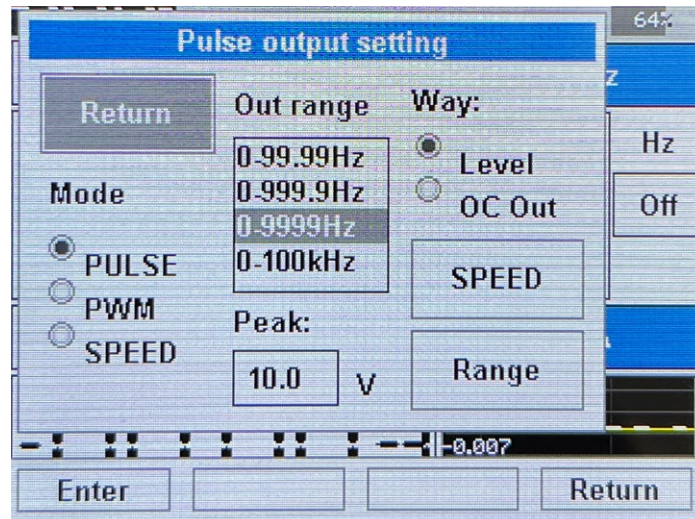 64%
Pulse output setting
z
Return
Out range
Way:
0-99.99Hz
0-999.9Hz
0-9999Hz
0-100kHz
Level
OC Out
Hz
Off
Mode
PULSE
PWM
SPEED
SPEED
Peak:
10.0 V
Range
-0.007
Enter
Return